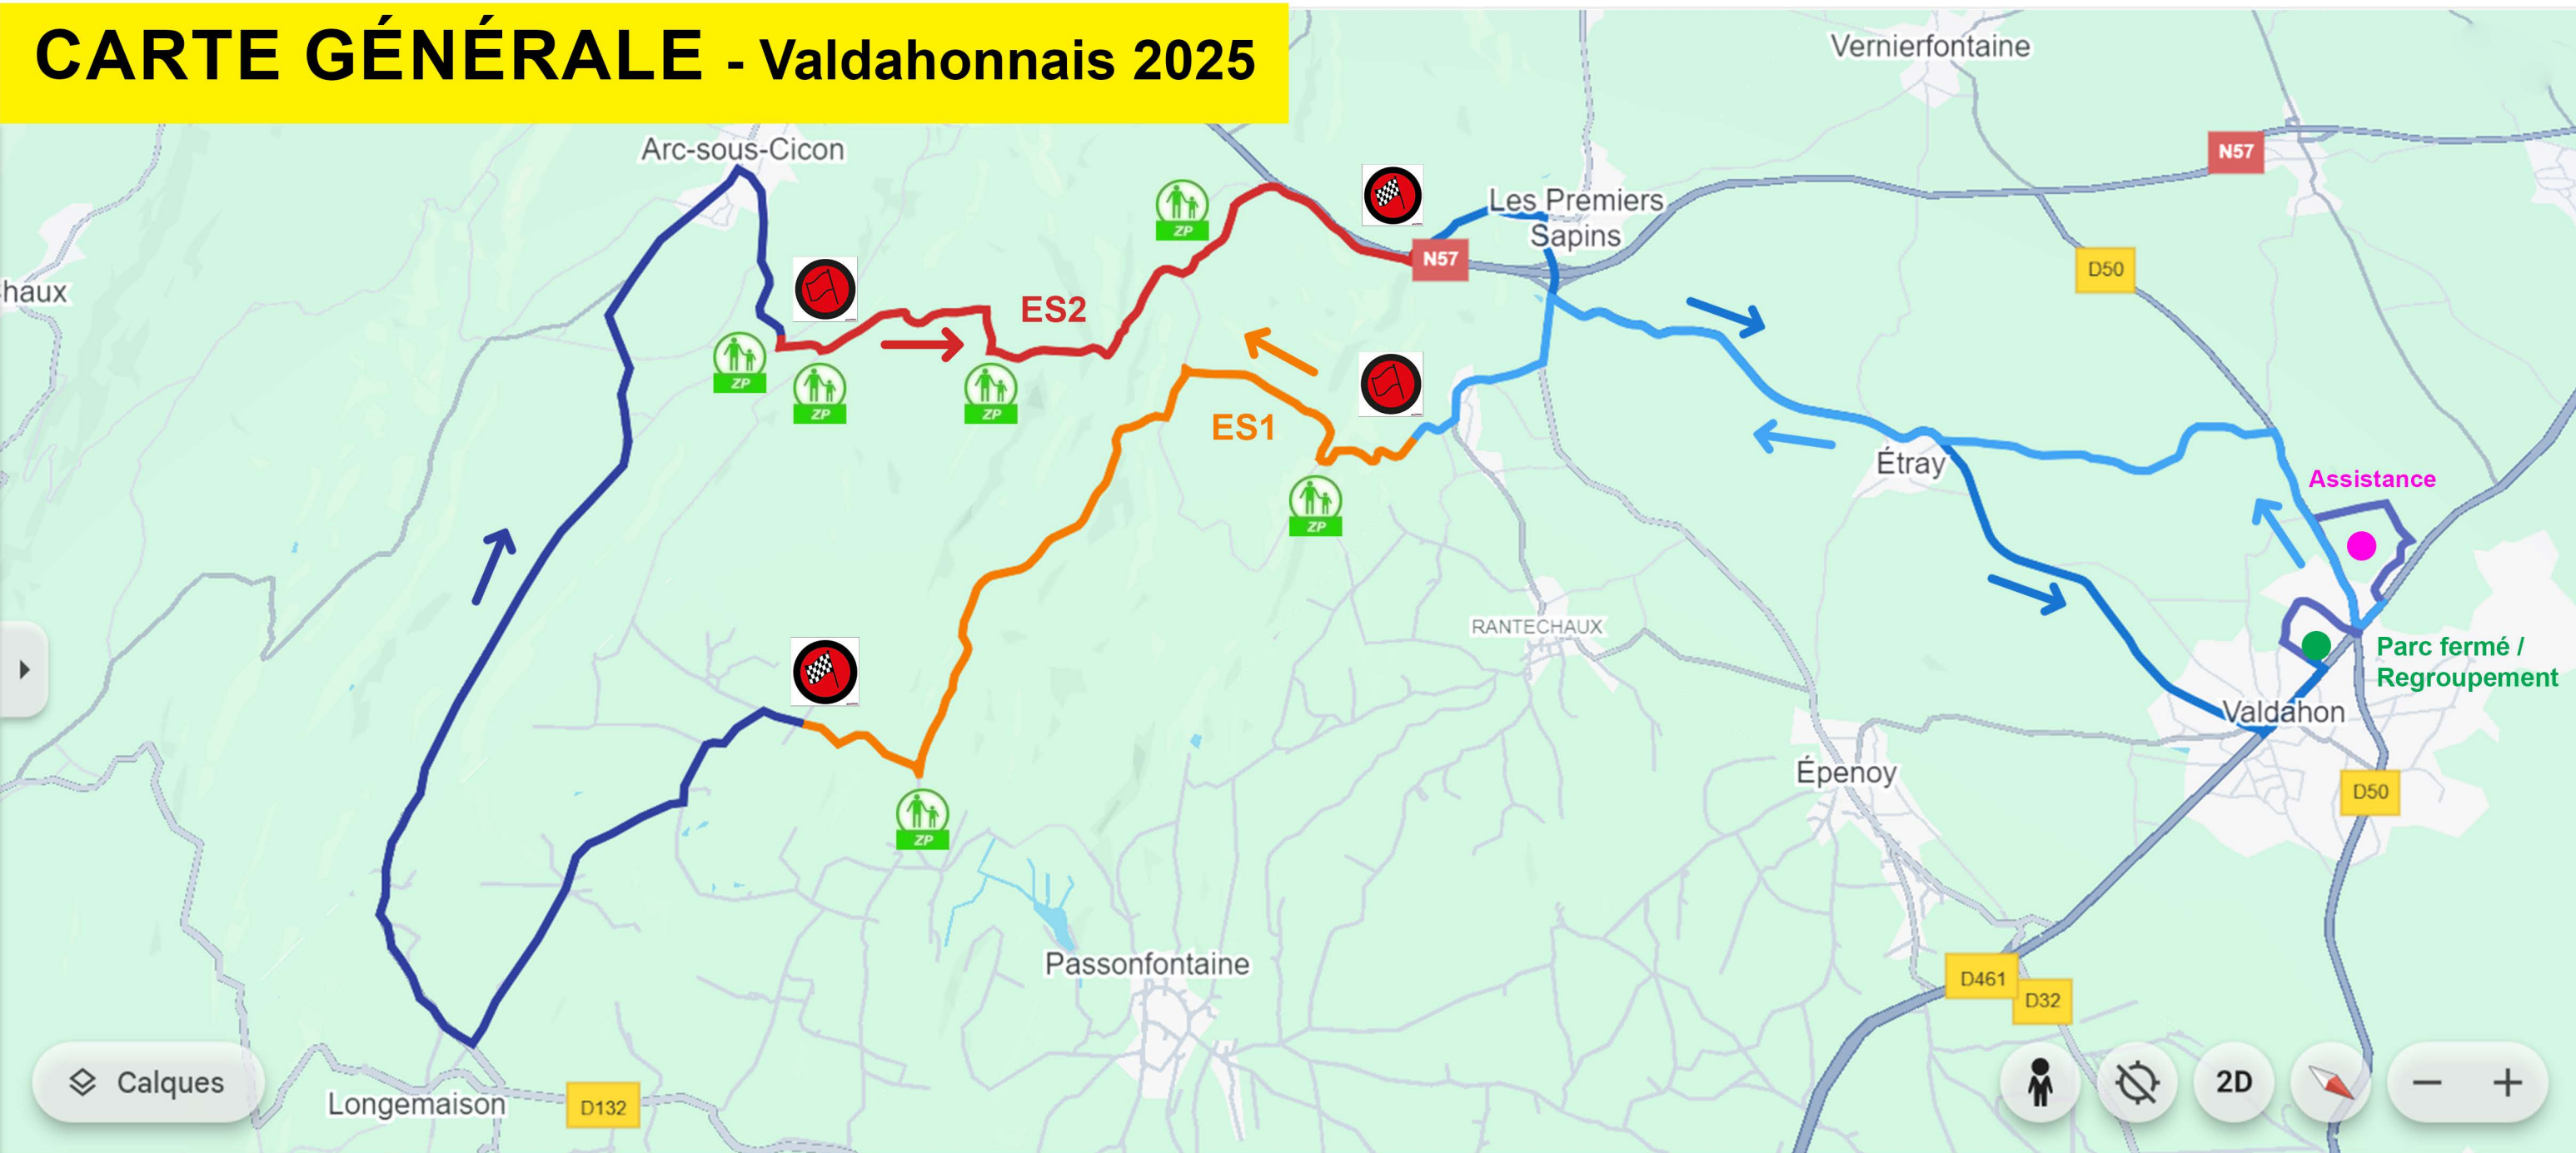 CARTE GÉNÉRALE - Valdahonnais 2025
Vernierfontaine
Arc-sous-Cicon
N57
Les Premiers
Sapins
ZP
N57
D50
haux
ES2
ZP
ZP
ZP
ES1
Étray
Assistance
ZP
RANTECHAUX
Parc fermé /
Regroupement
Valdahon
Épenoy
D50
ZP
Passonfontaine
D461
D32
Calques
2D
Longemaison
D132